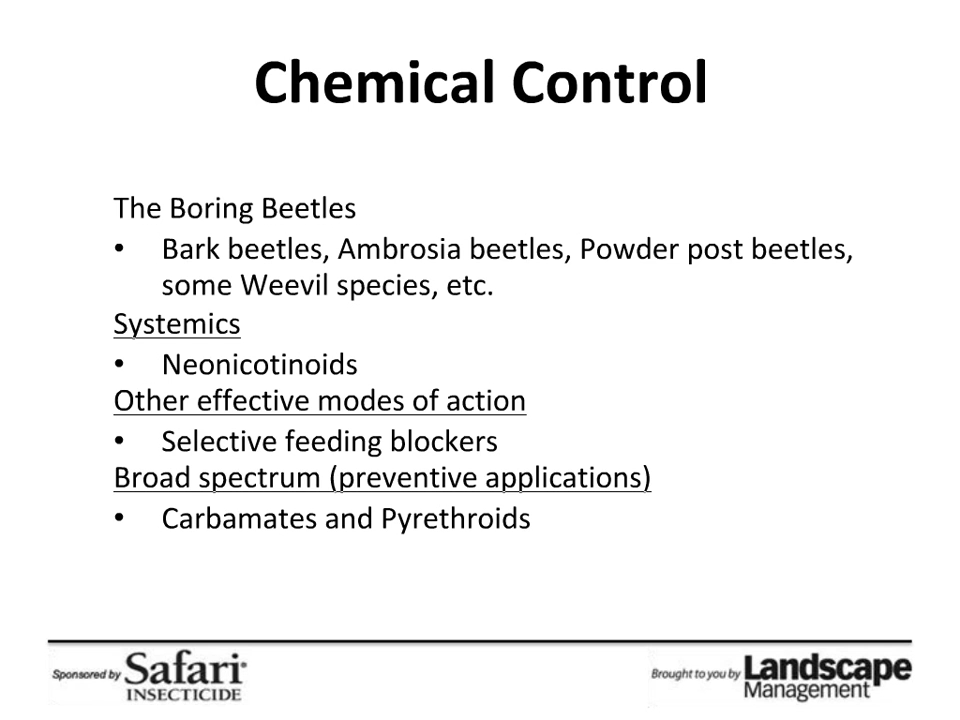 Chemical Control
The Boring Beetles
• Bark beetles, Ambrosia beetles, Powder post beetles,
some Weevil species, etc.
Systemics
• Neonicotinoids
Other effective modes of action
• Selective feeding blockers
Broad spectrum (preventive applications)
• Carbamates and Pyrethroids
Sponsored by Safari®
INSECTICIDE
Brought to you by Landscape
Management